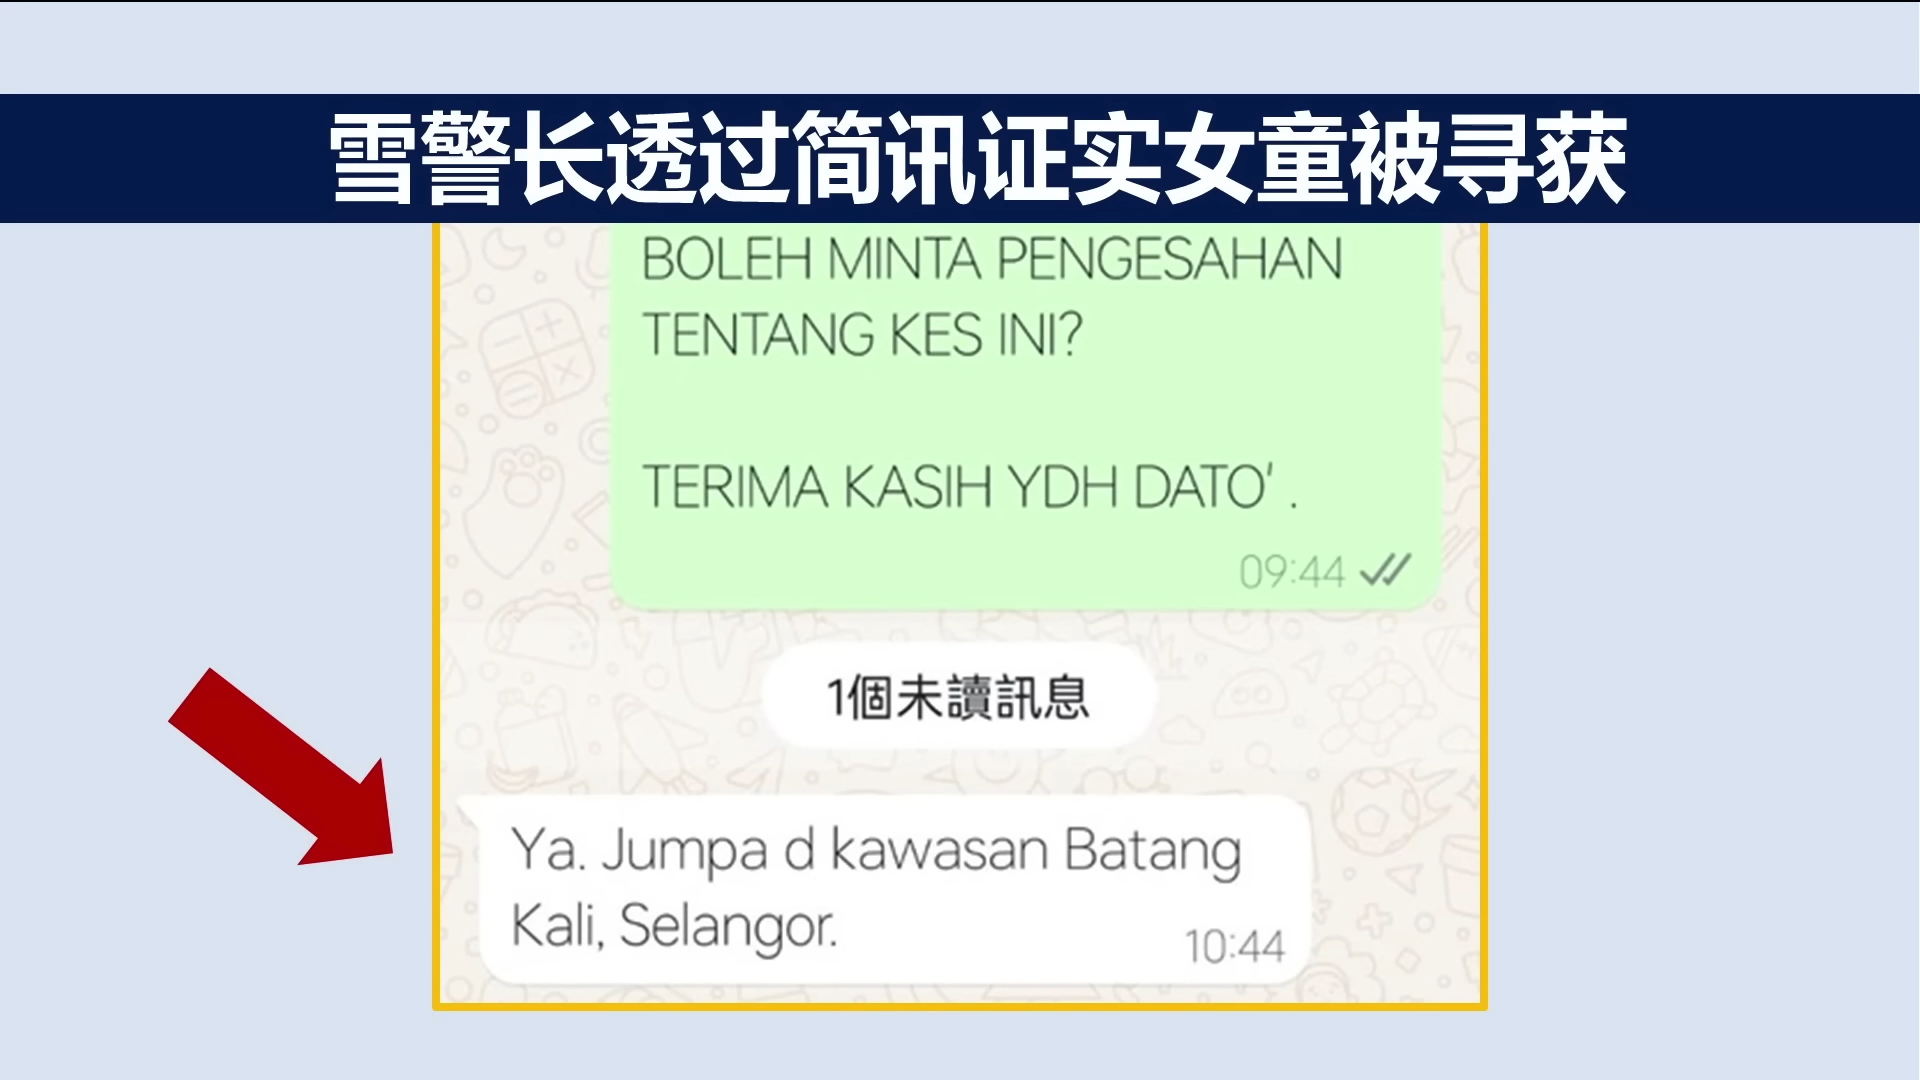 雪警长透过简讯证实女童被寻获
BOLEH MINTA PENGESAHAN
TENTANG KES INI?
TERIMA KASIH YDH DATO' .
09:44
1個未讀訊息
Ya. Jumpa d kawasan Batang
Kali, Selangor.
10:44